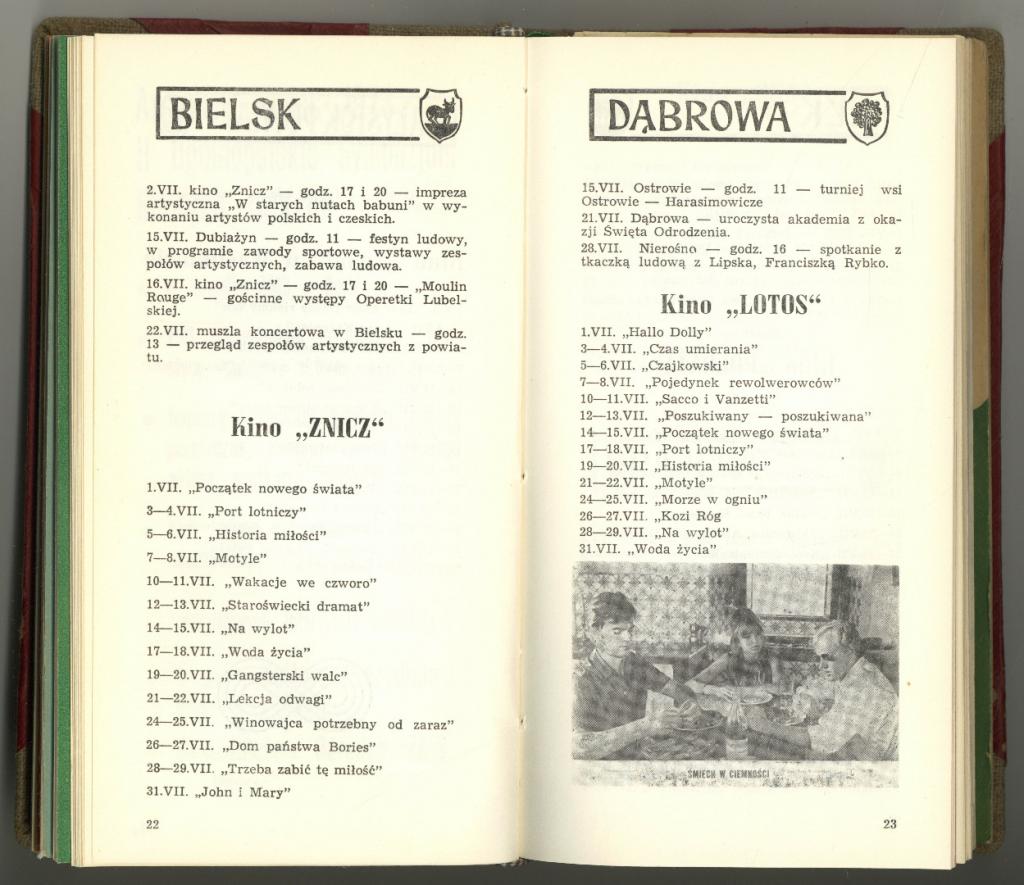 BIELSK
2.VII. kino „Znicz” — godz. 17 i 20 — impreza
artystyczna „W starych nutach babuni” w wy-
konaniu artystów polskich i czeskich.
15.VII. Dubiażyn — godz. 11 — festyn ludowy,
w programie zawody sportowe, wystawy zes-
połów artystycznych, zabawa ludowa.
16.VII. kino „Znicz” — godz. 17 i 20 — „Moulin
Rouge” — gościnne występy Operetki Lubel-
skiej.
22.VII. muszla koncertowa w Bielsku — godz.
13 — przegląd zespołów artystycznych z powia-
tu.
Kino „ZNICZ“
1.VII. „Początek nowego świata”
3—4.VII. „Port lotniczy”
5—6.VII. „Historia miłości”
7—8.VII. „Motyle”
10—11.VII. „Wakacje we czworo”
12—13.VII. „Staroświecki dramat”
14—15.VII. „Na wylot”
17—18.VII. „Woda życia”
19—20.VII. „Gangsterski walc”
21—22.VII. „Lekcja odwagi”
24—25.VII. „Winowajca potrzebny od zaraz”
26—27.VII. „Dom państwa Bories”
28—29.VII. „Trzeba zabić tę miłość”
31.VII. „John i Mary”
22
DĄBROWA
15.VII. Ostrowie — godz. 11 — turniej wsi
Ostrowie — Harasimowicze
21.VII. Dąbrowa — uroczysta akademia z oka-
zji Święta Odrodzenia.
28.VII. Nierośno — godz. 16 — spotkanie z
tkaczką ludową z Lipska, Franciszką Rybko.
Kino „LOTOS“
1.VII. „Hallo Dolly”
3—4.VII. „Czas umierania”
5—6.VII. „Czajkowski”
7—8.VII. „Pojedynek rewolwerowców”
10—11.VII. „Sacco i Vanzetti”
12—13.VII. „Poszukiwany — poszukiwana”
14—15.VII. „Początek nowego świata”
17—18.VII. „Port lotniczy”
19—20.VII. „Historia miłości”
21—22.VII. „Motyle”
24—25.VII. „Morze w ogniu”
26—27.VII. „Kozi Róg
28—29.VII. „Na wylot”
31.VII. „Woda życia”
ŚMIECH W CIEMNOŚCI
23